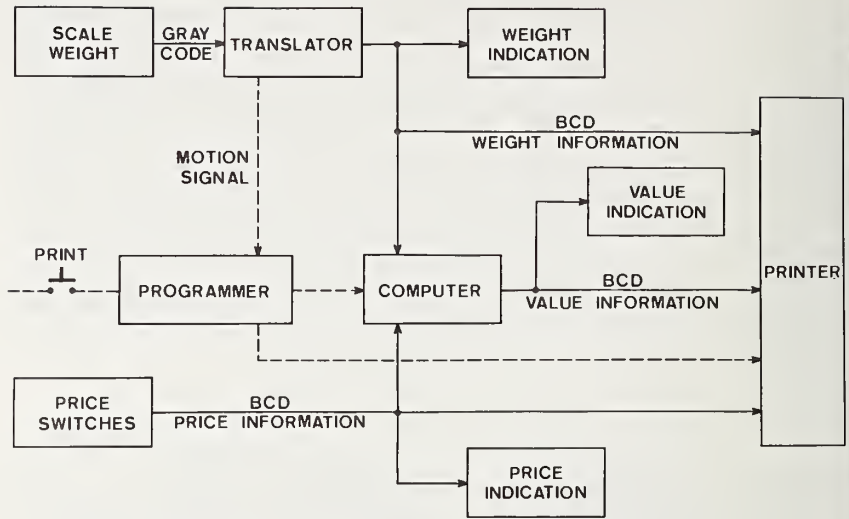 SCALE
WEIGHT
GRAY
CODE
TRANSLATOR
WEIGHT
INDICATION
BCD
WEIGHT INFORMATION
MOTION
SIGNAL
VALUE
INDICATION
PRINT
PROGRAMMER
COMPUTER
BCD
VALUE INFORMATION
PRINTER
PRICE
SWITCHES
BCD
PRICE INFORMATION
PRICE
INDICATION